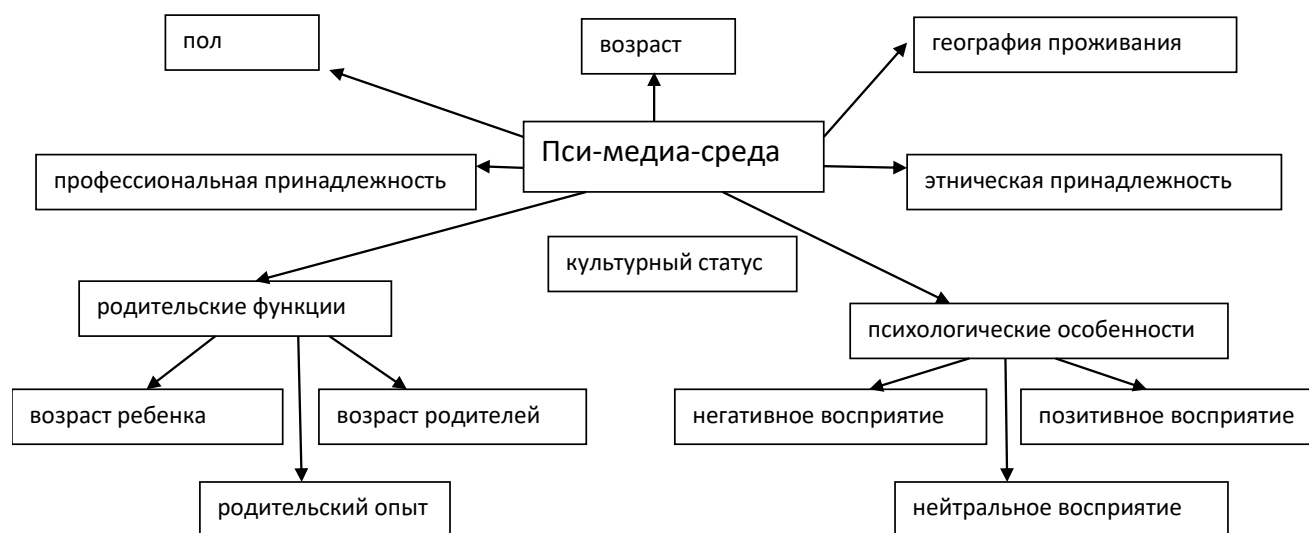 пол
возраст
география проживания
Пси-медиа-среда
профессиональная принадлежность
этническая принадлежность
культурный статус
родительские функции
психологические особенности
возраст ребенка
возраст родителей
негативное восприятие
позитивное восприятие
родительский опыт
нейтральное восприятие